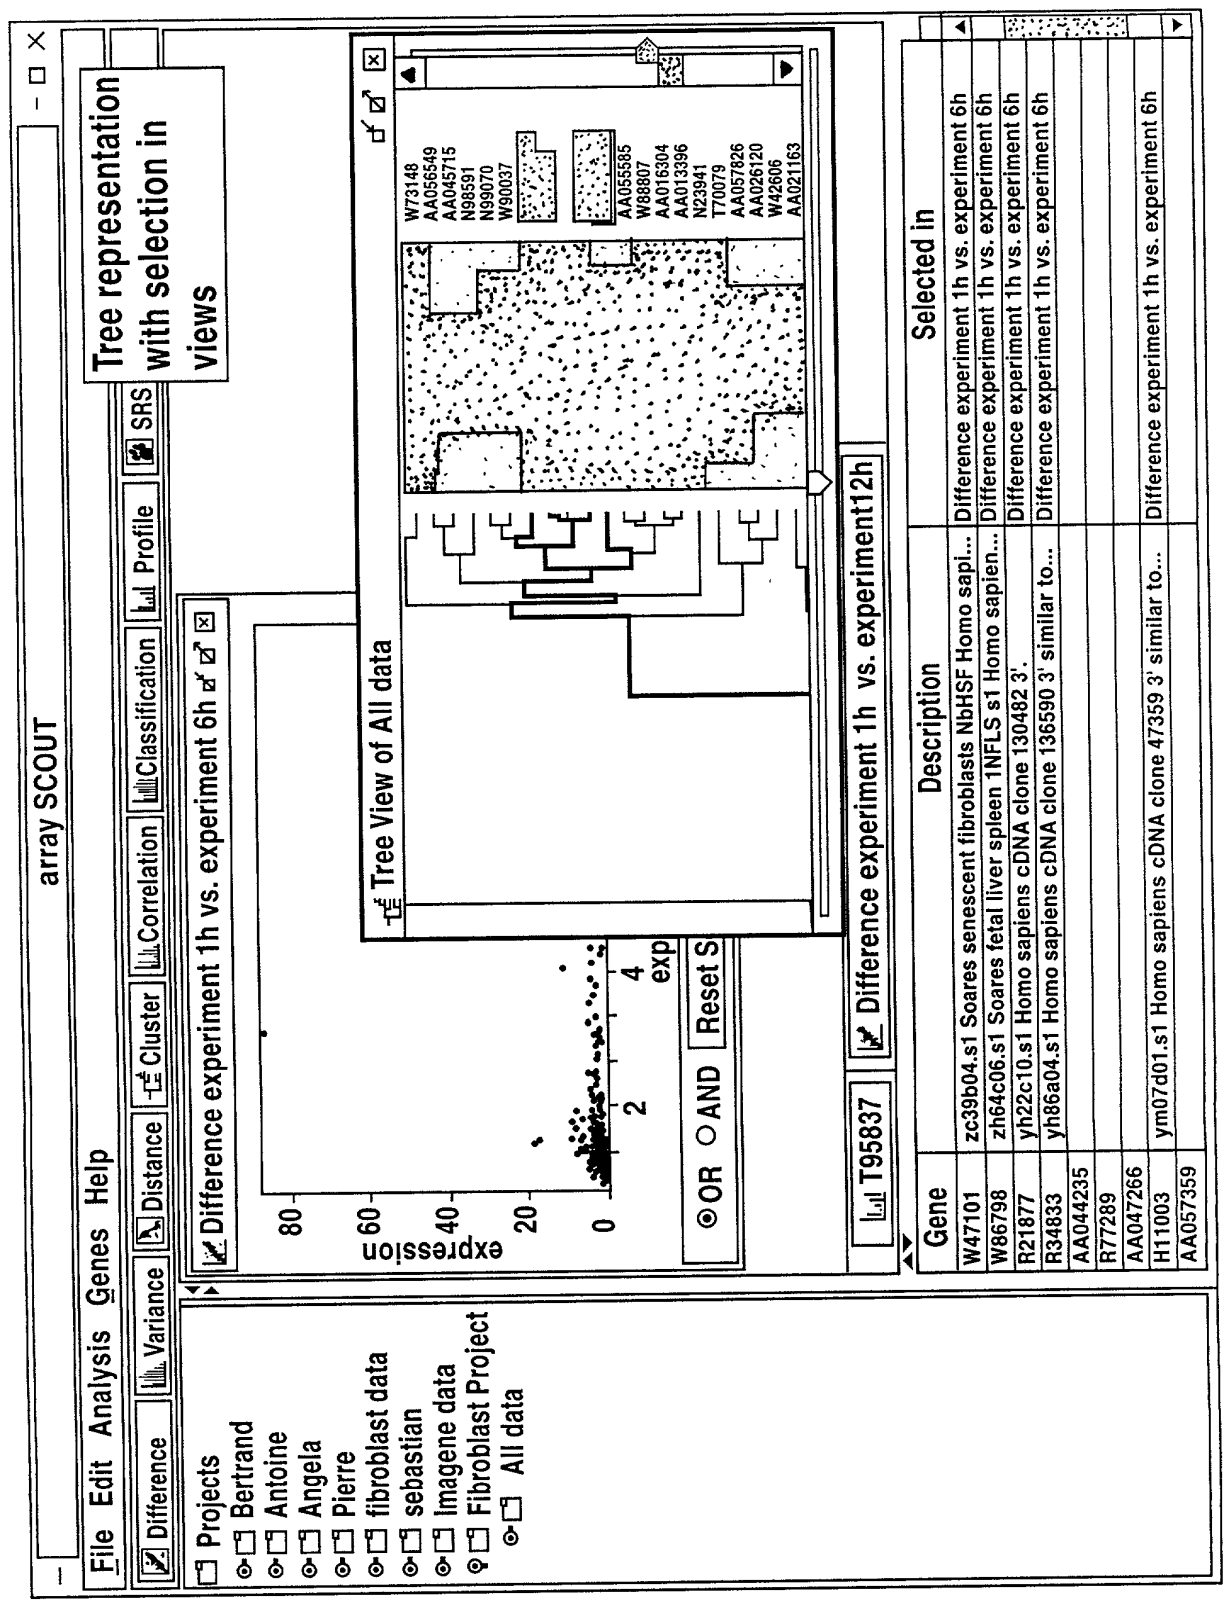 array SCOUT
File Edit Analysis Genes Help
Tree representation
with selection in
views
Difference Variance Distance Cluster Correlation Classification Profile SRS
Projects
Bertrand
Antoine
Angela
Pierre
fibroblast data
sebastian
Imagene data
Fibroblast Project
All data
Difference experiment 1h vs. experiment 6h
80
60
40
20
0
expression
2
4
exp
OR AND Reset S
Tree View of All data
W73148
AA056549
AA045715
N98591
N99070
W90037
AA055585
W88807
AA016304
AA013396
N23941
T70079
AA057826
AA026120
W42606
AA021163
T95837 Difference experiment 1h vs. experiment12h
Gene Description Selected in
W47101 zc39b04.s1 Soares senescent fibroblasts NbHSF Homo sapi... Difference experiment 1h vs. experiment 6h
W86798 zh64c06.s1 Soares fetal liver spleen 1NFLS s1 Homo sapien... Difference experiment 1h vs. experiment 6h
R21877 yh22c10.s1 Homo sapiens cDNA clone 130482 3'. Difference experiment 1h vs. experiment 6h
R34833 yh86a04.s1 Homo sapiens cDNA clone 136590 3' similar to... Difference experiment 1h vs. experiment 6h
AA044235
R77289
AA047266
H11003 ym07d01.s1 Homo sapiens cDNA clone 47359 3' similar to... Difference experiment 1h vs. experiment 6h
AA057359